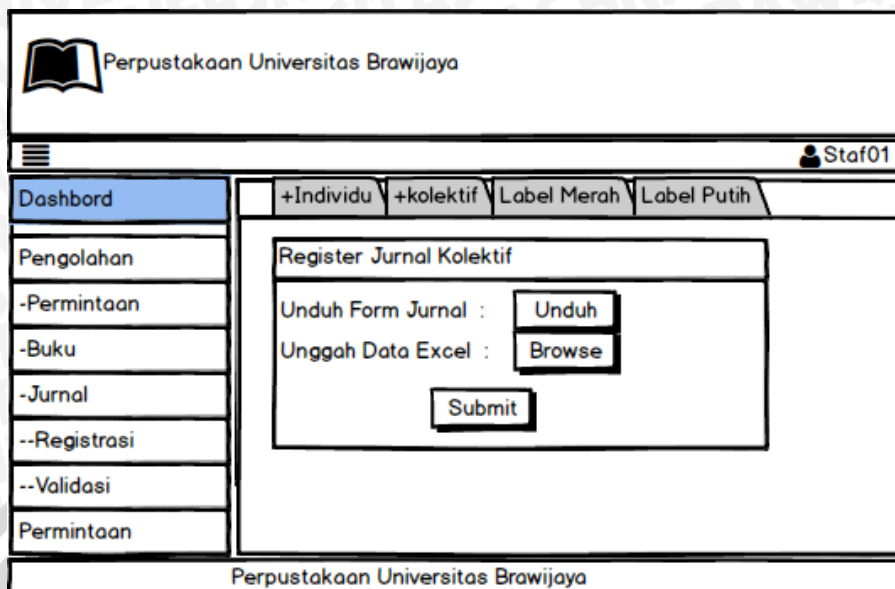 Perpustakaan Universitas Brawijaya
Staf01
Dashbord
Pengolahan
-Permintaan
-Buku
-Jurnal
--Registrasi
--Validasi
Permintaan
+Individu
+kolektif
Label Merah
Label Putih
Register Jurnal Kolektif
Unduh Form Jurnal : Unduh
Unggah Data Excel : Browse
Submit
Perpustakaan Universitas Brawijaya